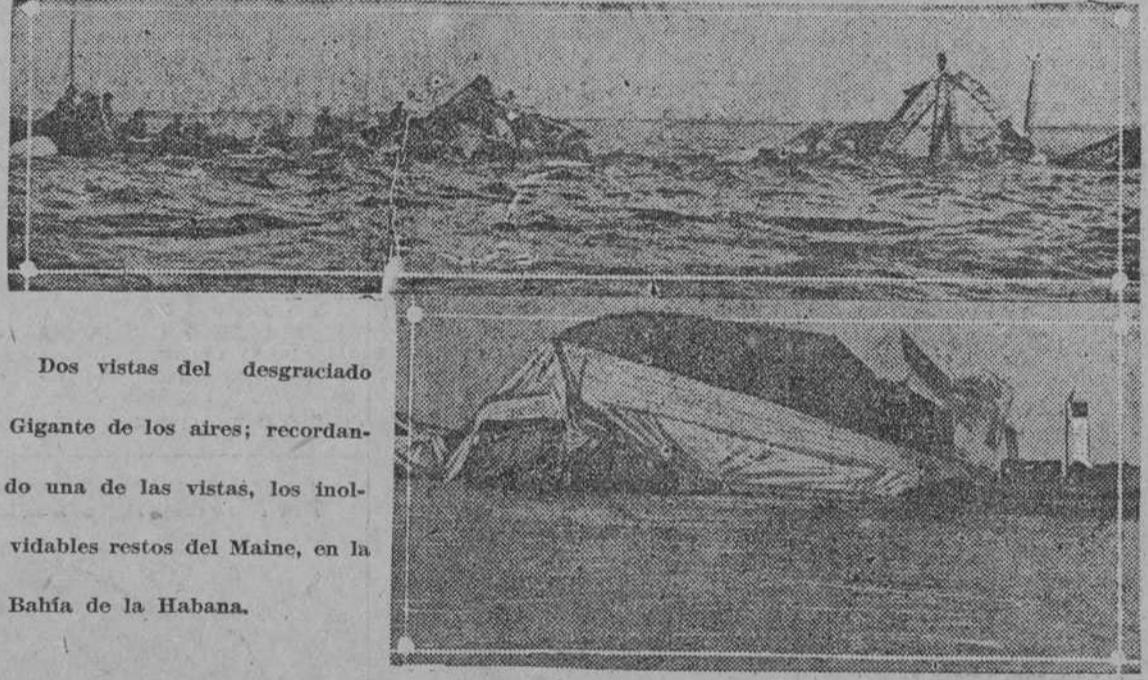 Dos vistas del desgraciado
Gigante de los aires; recordan-
do una de las vistas, los inol-
vidables restos del Maine, en la
Bahía de la Habana.